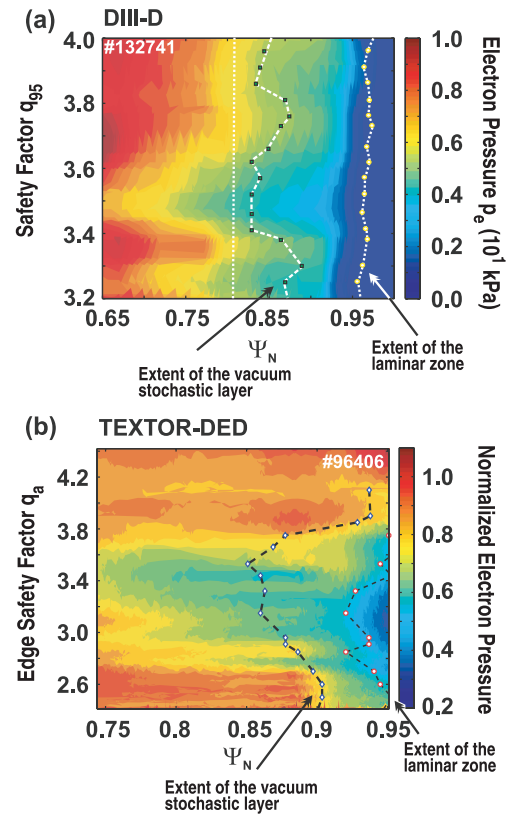 (a) DIII-D
#132741
4.0
3.8
3.6
3.4
3.2
Safety Factor q95
0.65
0.75
0.85
0.95
ΨN
1.0
0.8
0.6
0.4
0.2
0.0
Electron Pressure pe (10^1 kPa)
Extent of the vacuum
stochastic layer
Extent of the
laminar zone
(b) TEXTOR-DED
#96406
4.2
3.8
3.4
3.0
2.6
Edge Safety Factor qa
0.75
0.8
0.85
0.9
0.95
ΨN
1.0
0.8
0.6
0.4
0.2
Normalized Electron Pressure
Extent of the vacuum
stochastic layer
Extent of the
laminar zone